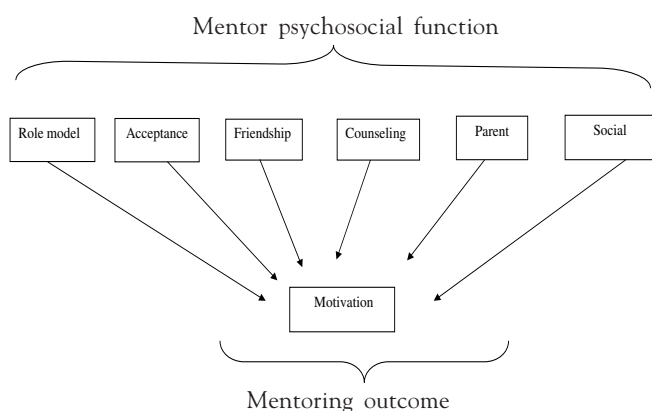 Mentor psychosocial function
Role model
Acceptance
Friendship
Counseling
Parent
Social
Motivation
Mentoring outcome